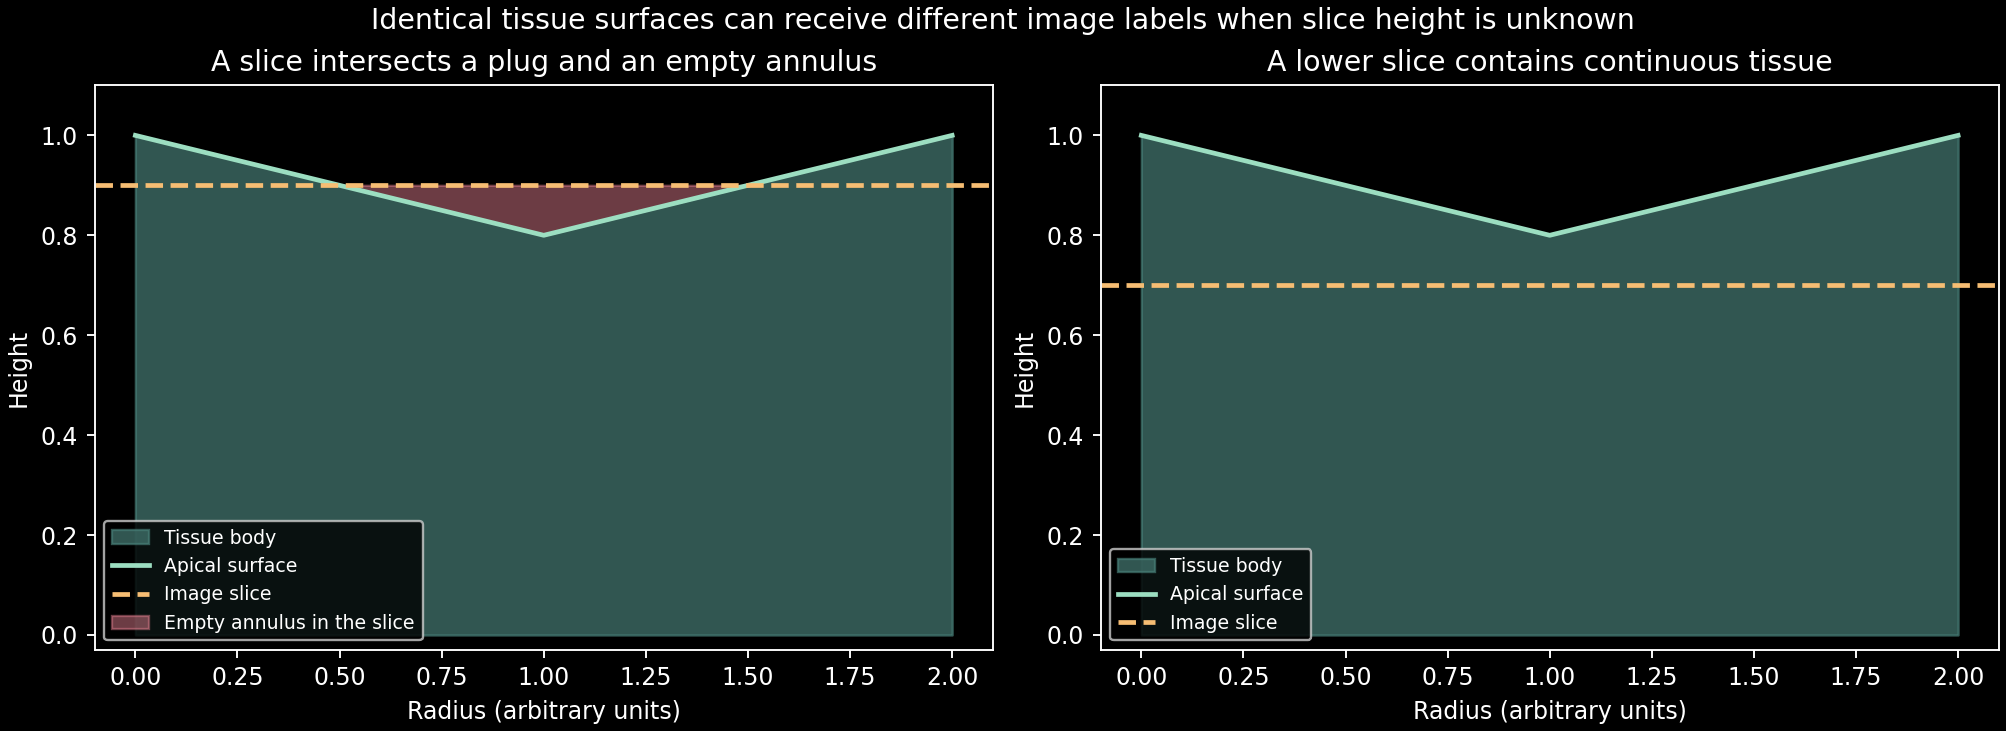 Identical tissue surfaces can receive different image labels when slice height is unknown
A slice intersects a plug and an empty annulus
1.0
0.8
0.6
0.4
0.2
0.0
Height
Tissue body
Apical surface
Image slice
Empty annulus in the slice
0.00 0.25 0.50 0.75 1.00 1.25 1.50 1.75 2.00
Radius (arbitrary units)
A lower slice contains continuous tissue
1.0
0.8
0.6
0.4
0.2
0.0
Height
Tissue body
Apical surface
Image slice
0.00 0.25 0.50 0.75 1.00 1.25 1.50 1.75 2.00
Radius (arbitrary units)